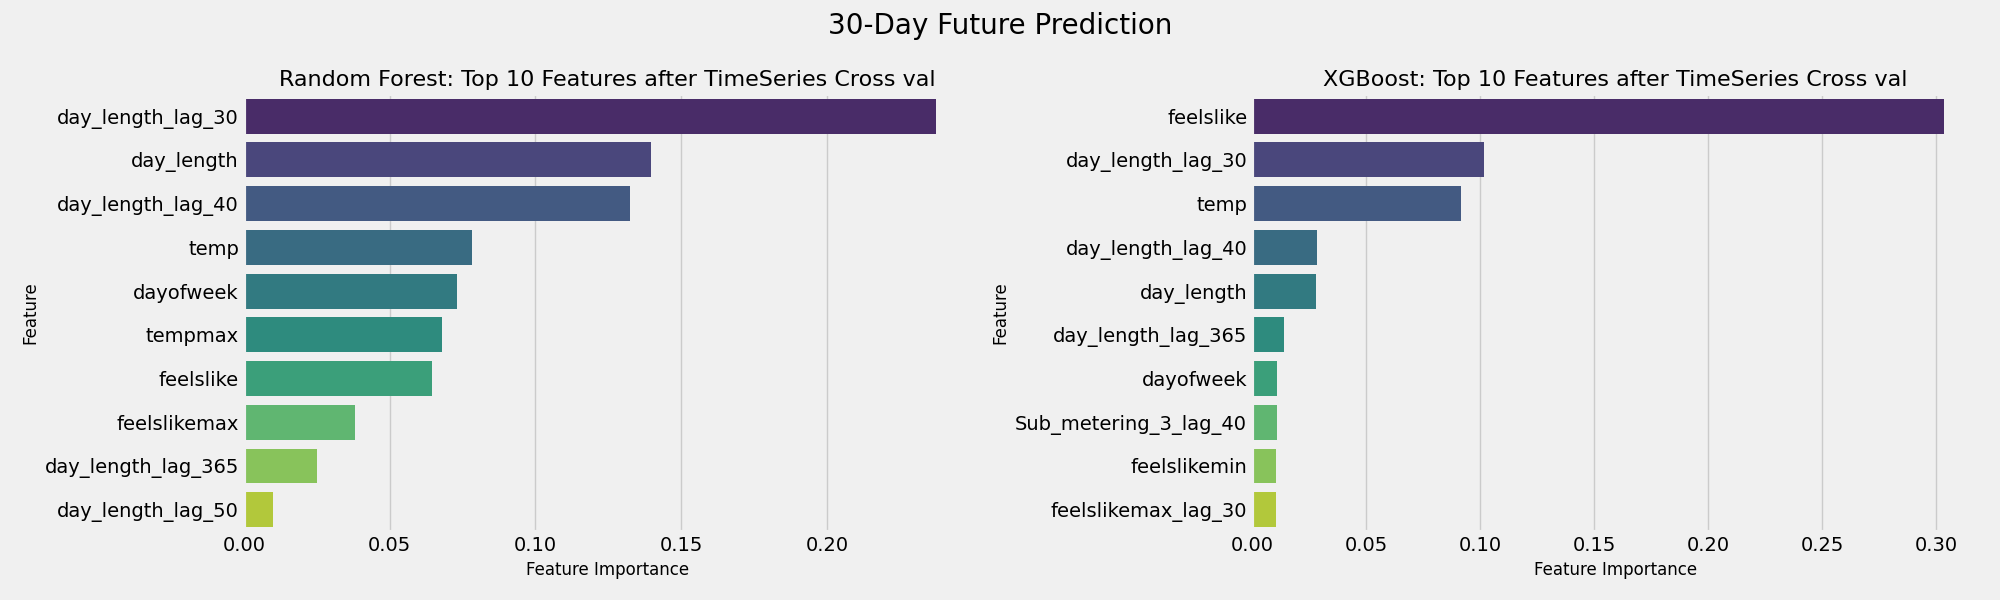 30-Day Future Prediction
Random Forest: Top 10 Features after TimeSeries Cross val
day_length_lag_30
day_length
day_length_lag_40
temp
dayofweek
tempmax
feelslike
feelslikemax
day_length_lag_365
day_length_lag_50
Feature
0.00 0.05 0.10 0.15 0.20
Feature Importance
XGBoost: Top 10 Features after TimeSeries Cross val
feelslike
day_length_lag_30
temp
day_length_lag_40
day_length
day_length_lag_365
dayofweek
Sub_metering_3_lag_40
feelslikemin
feelslikemax_lag_30
Feature
0.00 0.05 0.10 0.15 0.20 0.25 0.30
Feature Importance